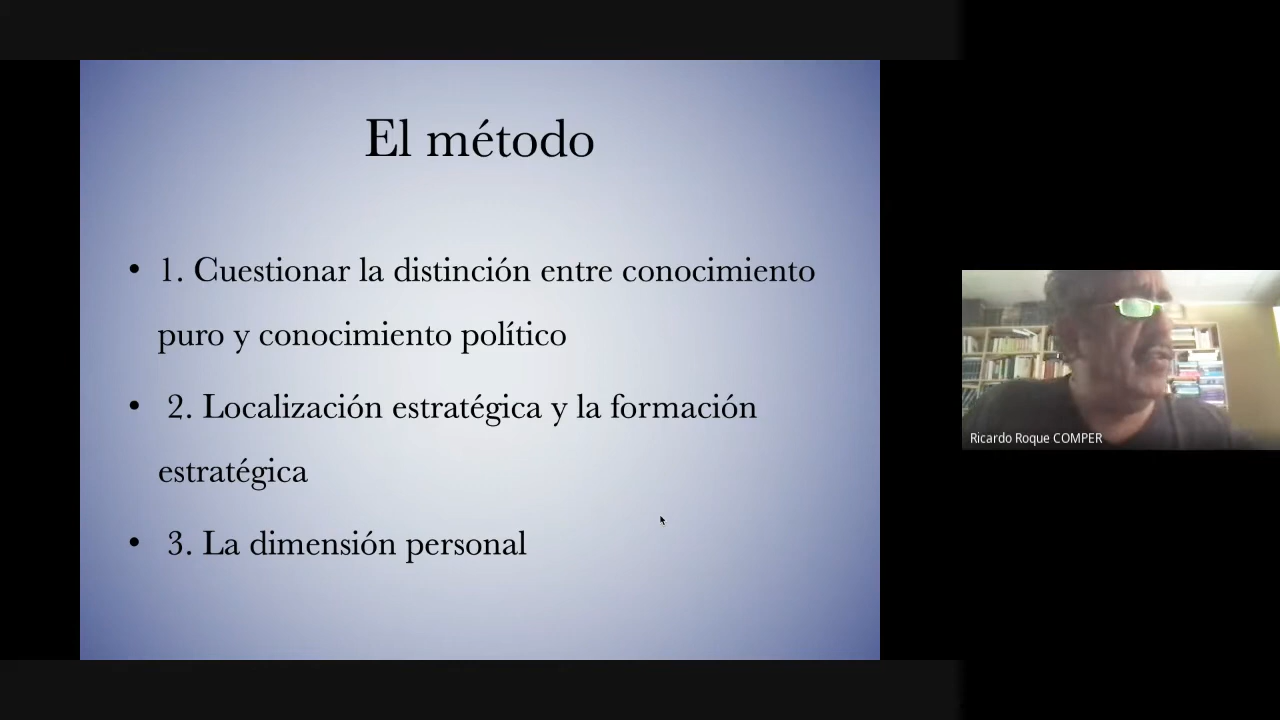 El método
• 1. Cuestionar la distinción entre conocimiento
puro y conocimiento político
• 2. Localización estratégica y la formación
estratégica
• 3. La dimensión personal
Ricardo Roque COMPER